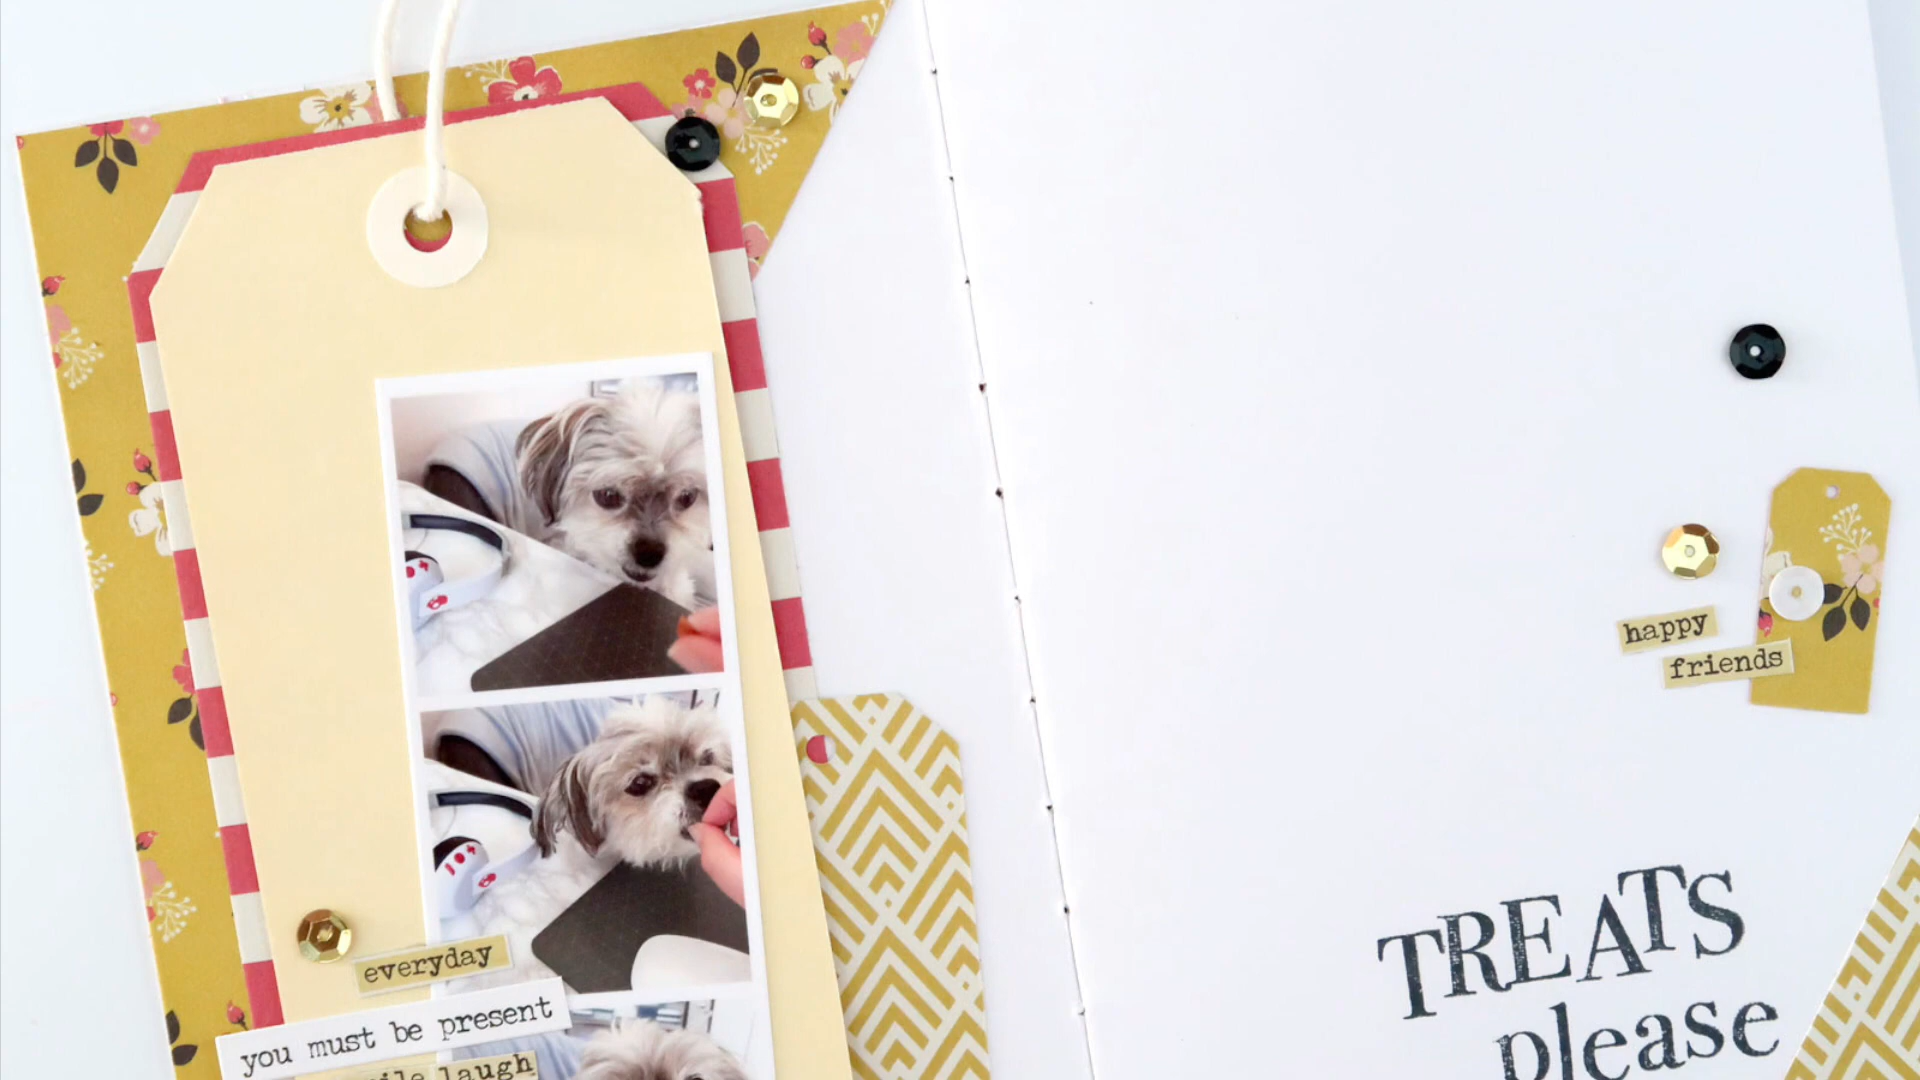 everyday
you must be present
laugh
happy
friends
TREATS
please